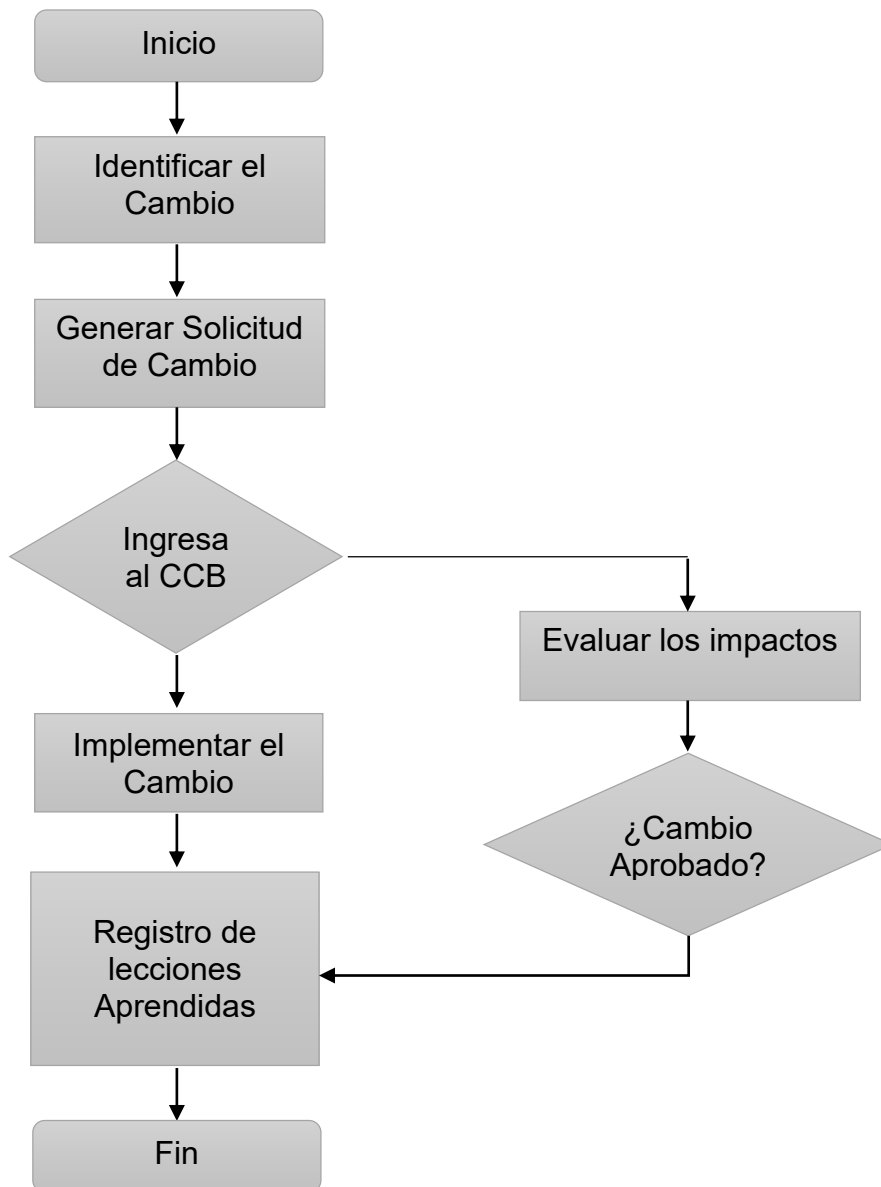 Inicio
Identificar el
Cambio
Generar Solicitud
de Cambio
Ingresa
al CCB
Evaluar los impactos
Implementar el
Cambio
¿Cambio
Aprobado?
Registro de
lecciones
Aprendidas
Fin